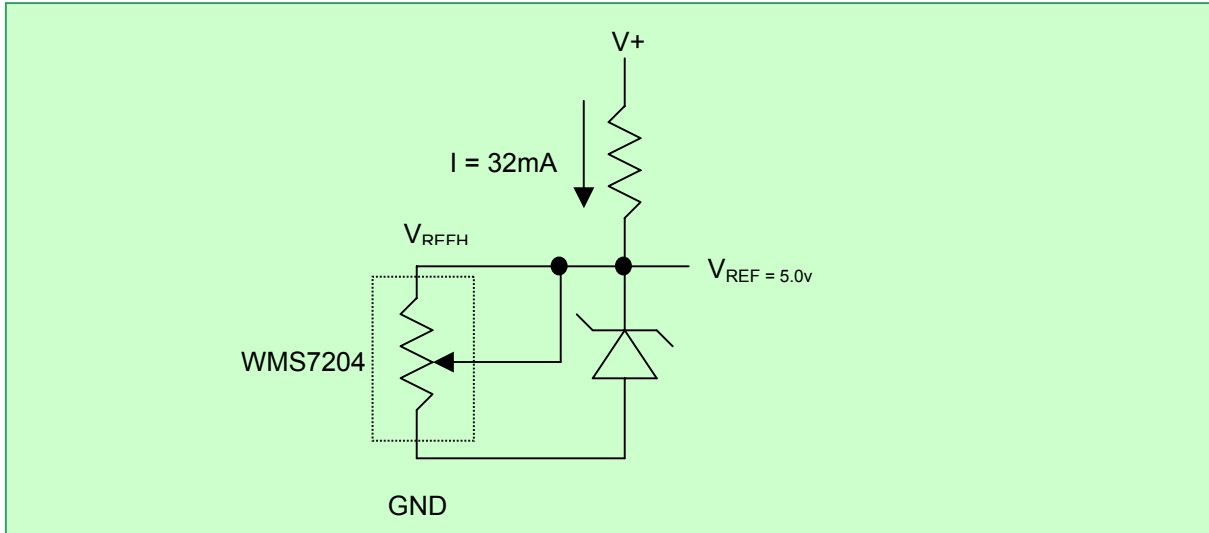 V+
I = 32mA
VREFH
VREF = 5.0v
WMS7204
GND